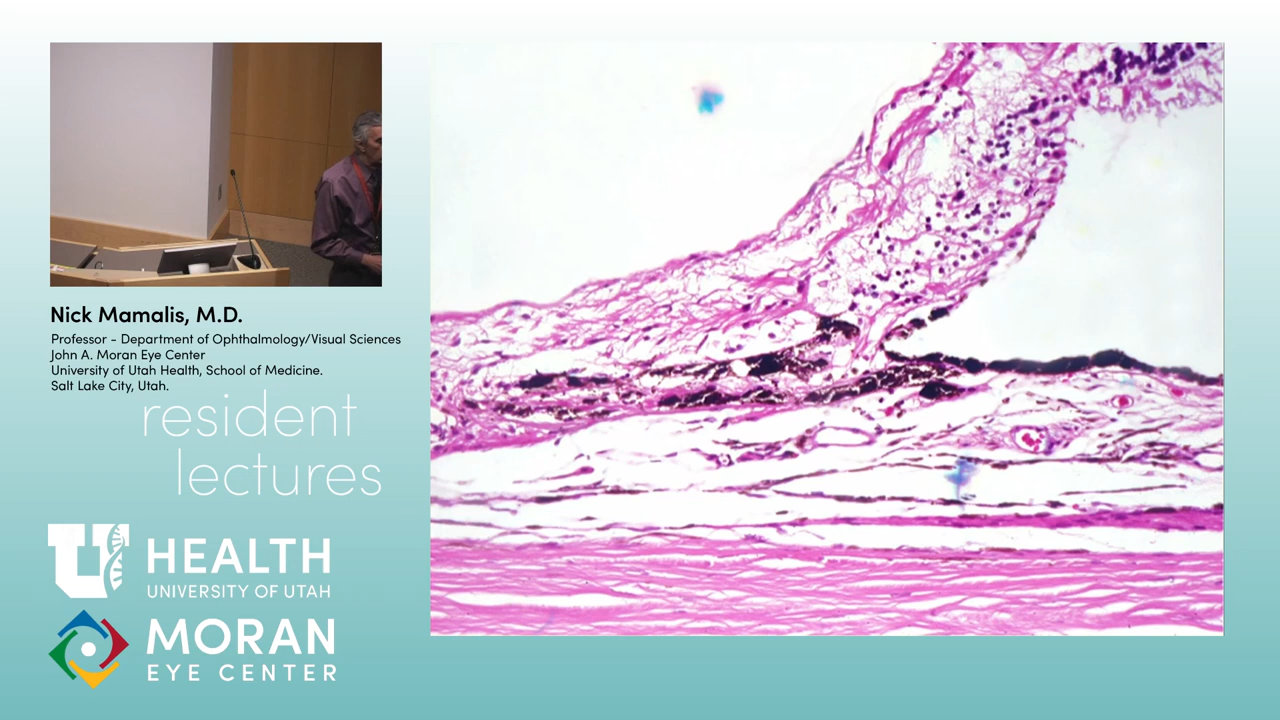 Nick Mamalis, M.D.
Professor - Department of Ophthalmology/Visual Sciences
John A. Moran Eye Center
University of Utah Health, School of Medicine.
Salt Lake City, Utah.
resident
lectures
U HEALTH
UNIVERSITY OF UTAH
MORAN
EYE CENTER